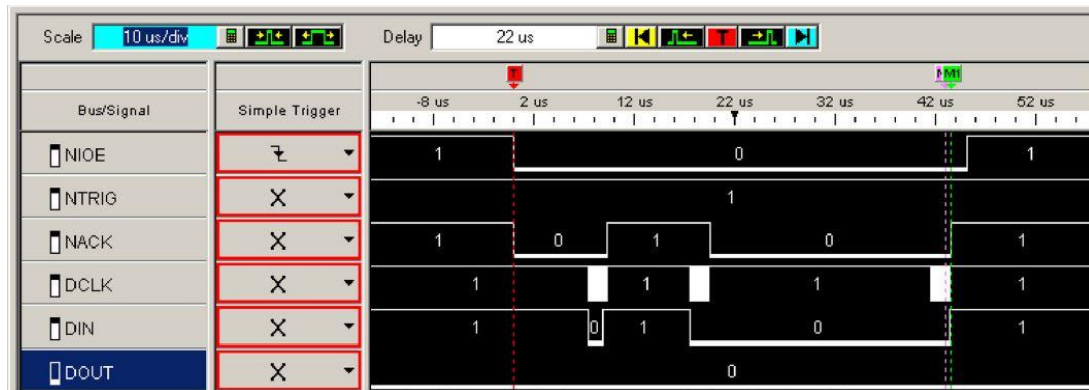 Scale 10 us/div Delay 22 us T
T M1
Bus/Signal Simple Trigger -8 us 2 us 12 us 22 us 32 us 42 us 52 us
NIOE 1 0 1
NTRIG X 1
NACK X 1 0 1 0 1
DCLK X 1 1 1 1
DIN X 1 0 1 0 1
DOUT X 0